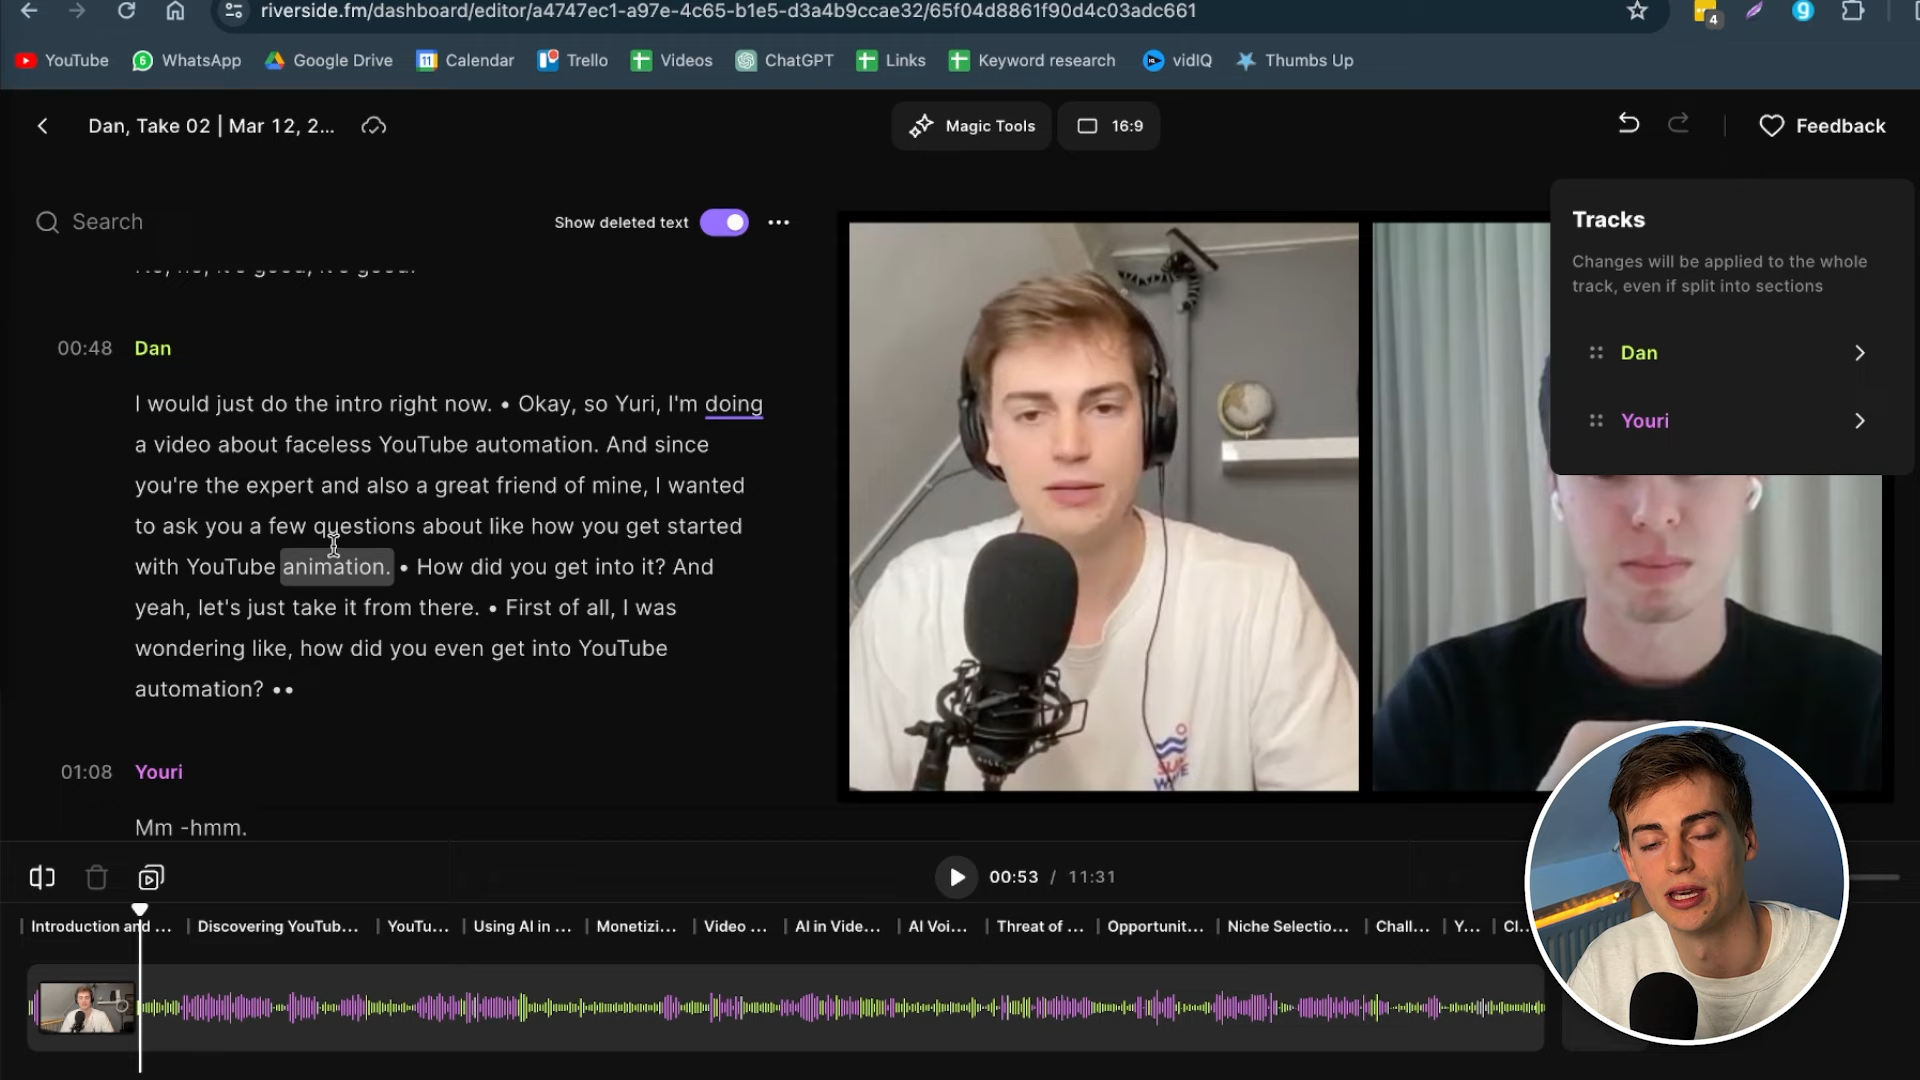 riverside.fm/dashboard/editor/a4747ec1-a97e-4c65-b1e5-d3a4b9ccae32/65f04d8861f90d4c03adc661
4
YouTube WhatsApp Google Drive Calendar Trello Videos ChatGPT Links Keyword research vidIQ Thumbs Up
Dan, Take 02 | Mar 12, 2...
Magic Tools
16:9
Feedback
Search
Show deleted text
No, no, it's good, it's good.
00:48 Dan
I would just do the intro right now. • Okay, so Yuri, I'm doing
a video about faceless YouTube automation. And since
you're the expert and also a great friend of mine, I wanted
to ask you a few questions about like how you get started
with YouTube animation. • How did you get into it? And
yeah, let's just take it from there. • First of all, I was
wondering like, how did you even get into YouTube
automation? ••
01:08 Youri
Mm -hmm.
Tracks
Changes will be applied to the whole
track, even if split into sections
Dan
Youri
00:53 / 11:31
Introduction and ... Discovering YouTub... YouTu... Using AI in ... Monetizi... Video ... AI in Vide... AI Voi... Threat of ... Opportunit... Niche Selectio... Chall... Y... Cl...